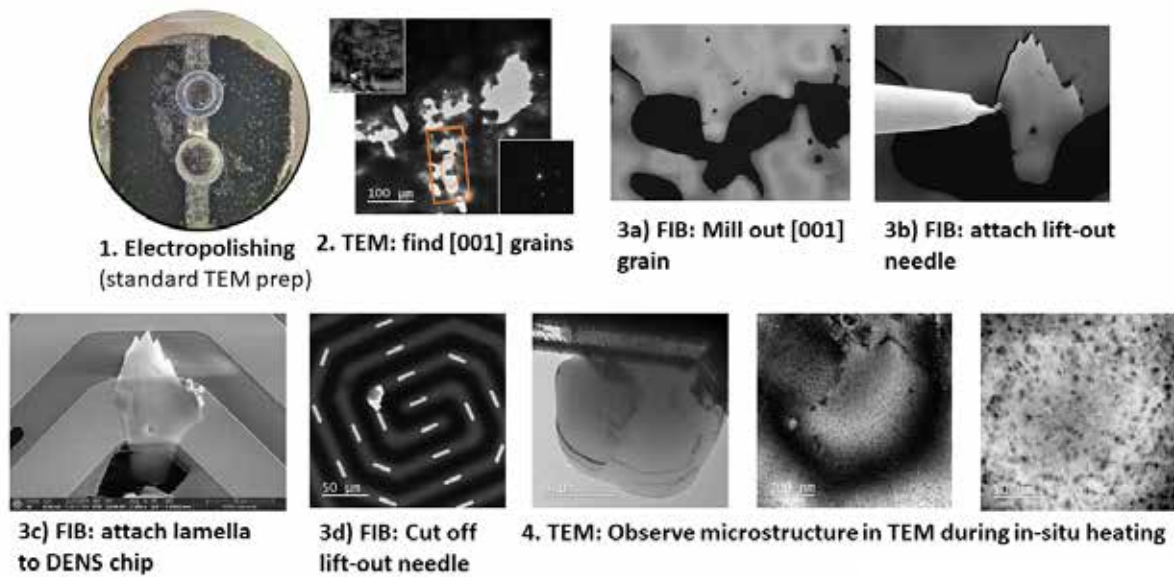 1. Electropolishing
(standard TEM prep)
100 µm
2. TEM: find [001] grains
3a) FIB: Mill out [001]
grain
3b) FIB: attach lift-out
needle
3c) FIB: attach lamella
to DENS chip
50 µm
3d) FIB: Cut off
lift-out needle
nm
4. TEM: Observe microstructure in TEM during in-situ heating